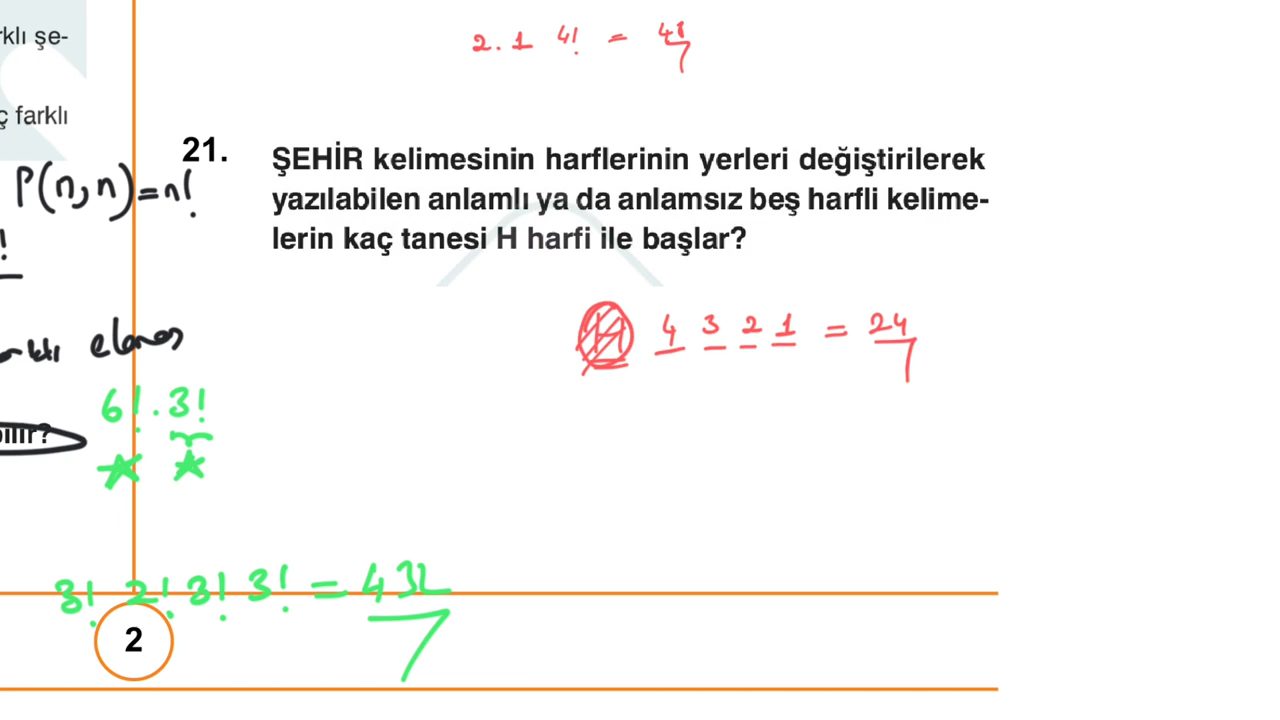 rklı şe-
2.1 4! = 48
ç farklı
21. ŞEHİR kelimesinin harflerinin yerleri değiştirilerek
yazılabilen anlamlı ya da anlamsız beş harfli kelime-
lerin kaç tanesi H harfi ile başlar?
P(n,n)=n!
!
H 4 3 2 1 = 24
6!.3!
bilir?
3! 2! 3! 3! = 432
2